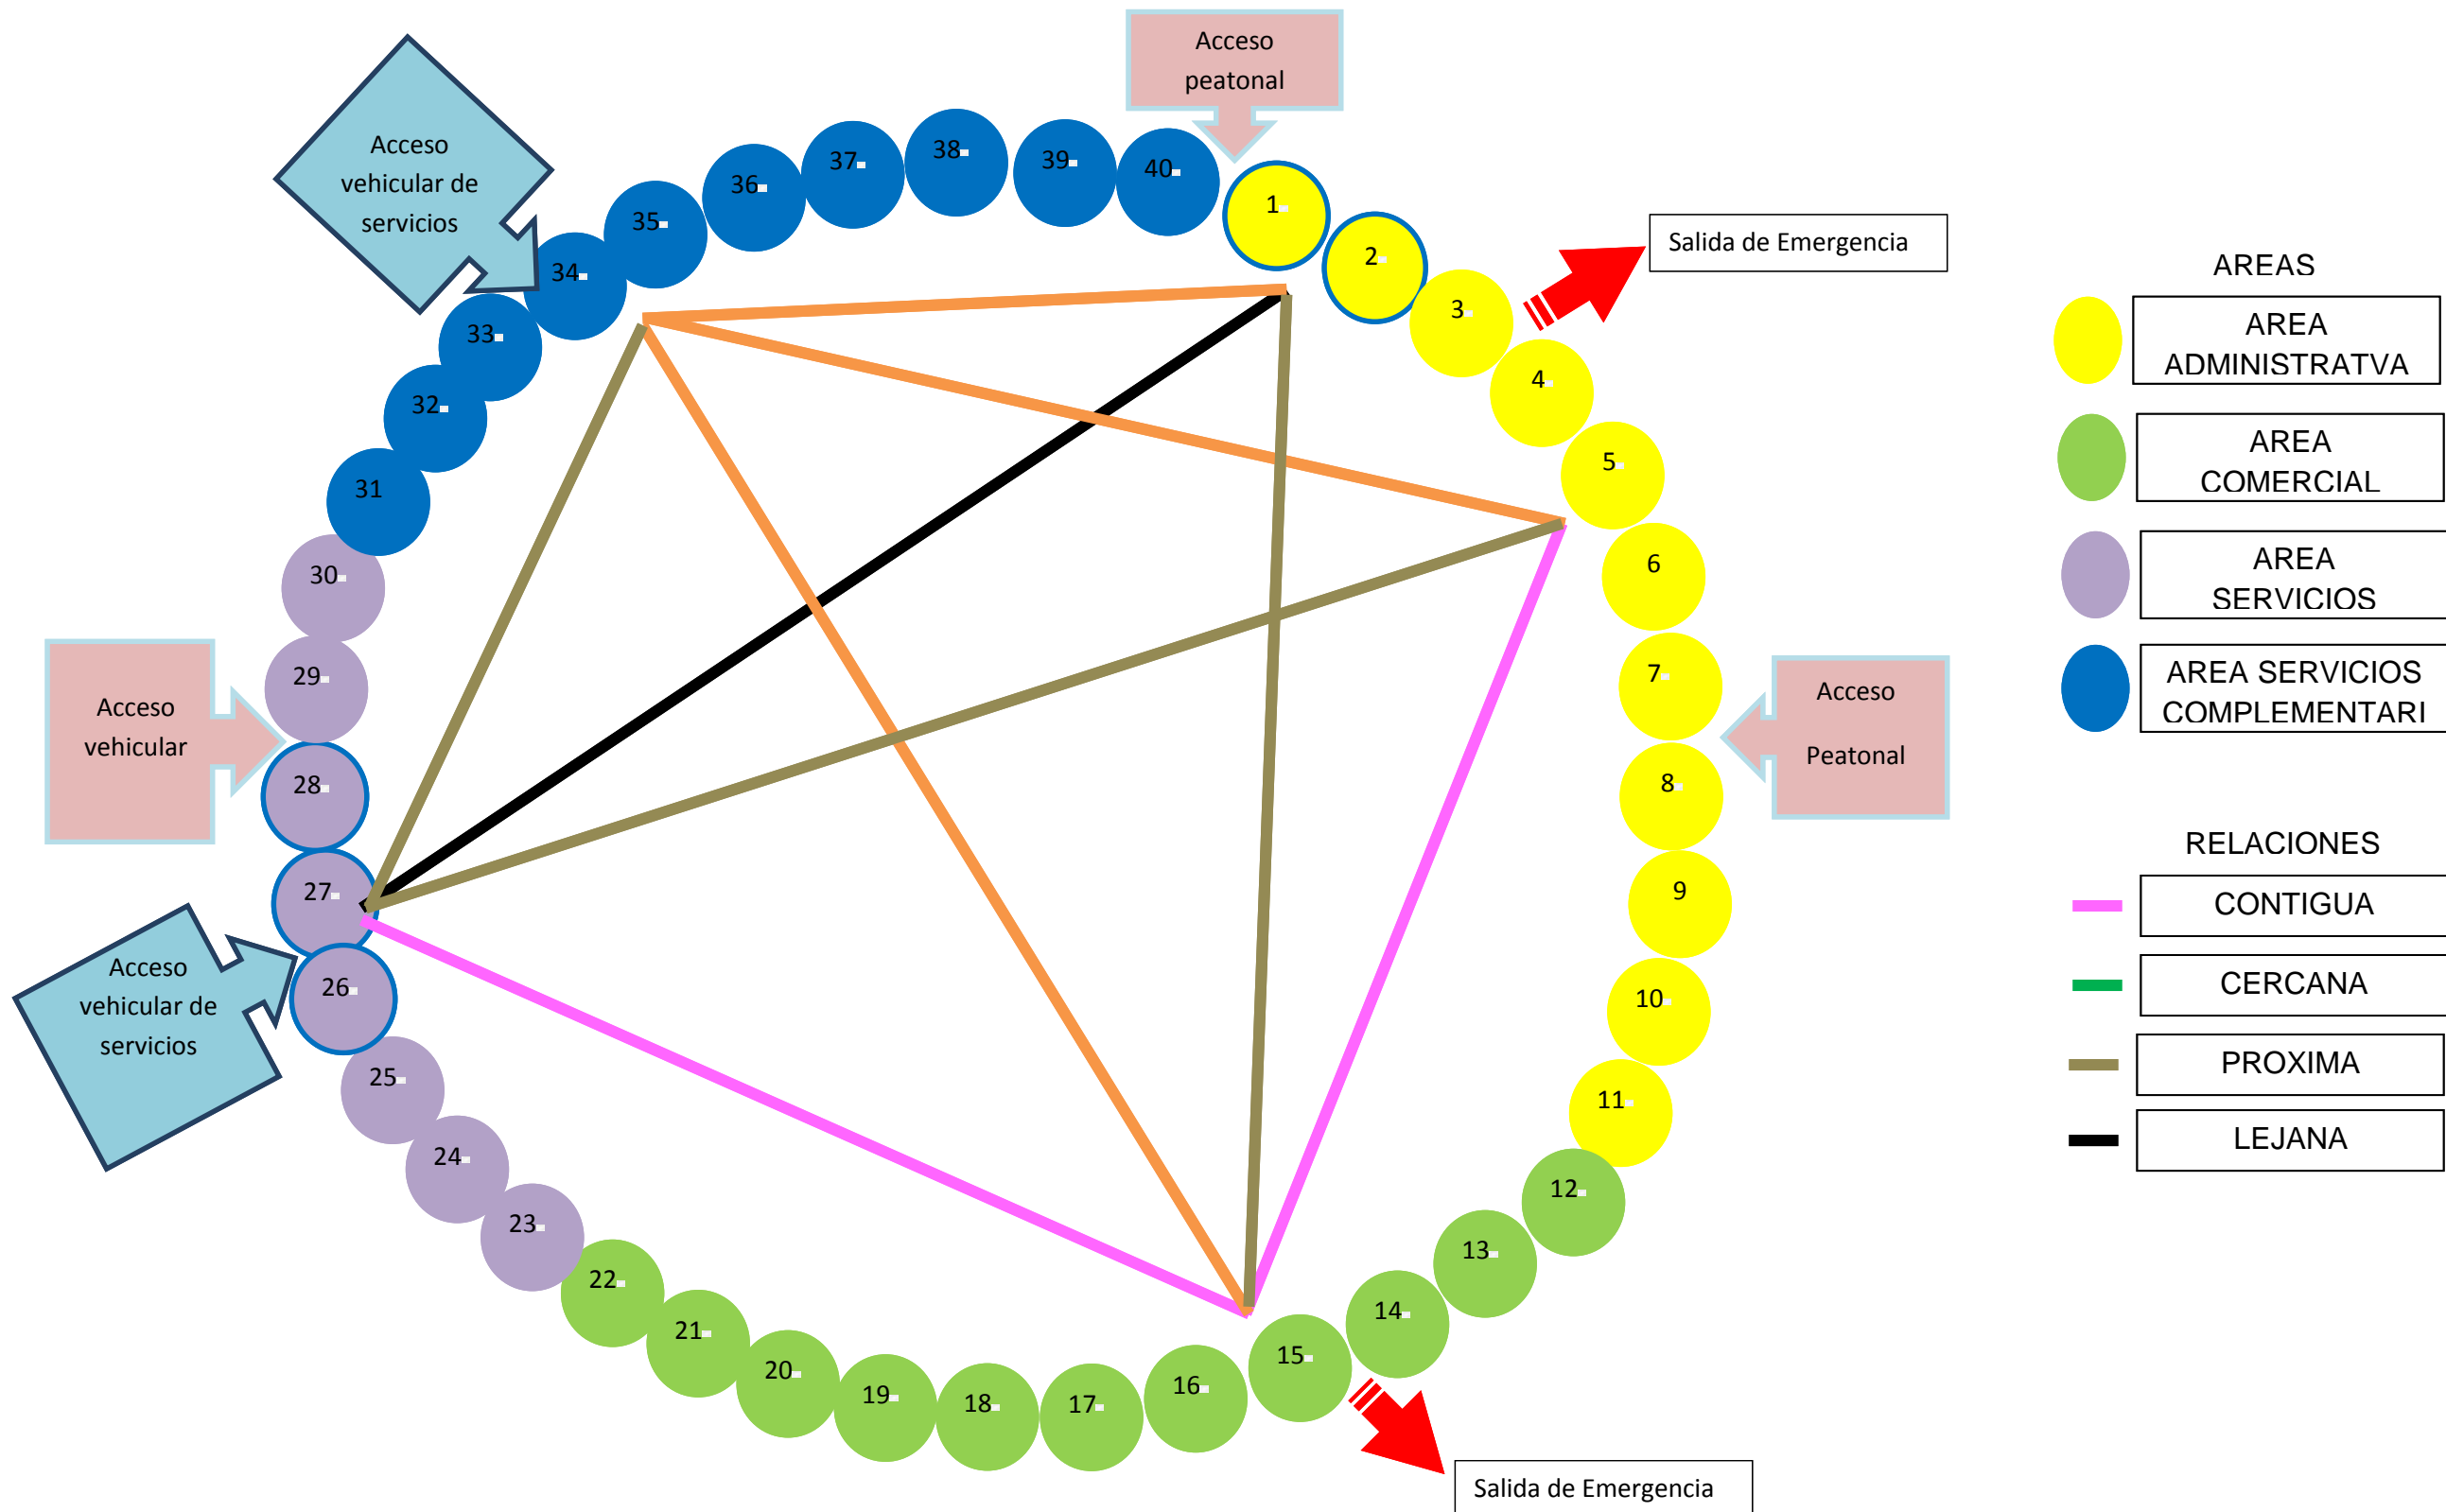 Acceso
peatonal
Acceso
vehicular de
servicios
38
37
39
40
36
35
1
2
34
3
33
4
32
31
5
30
6
29
7
28
8
27
9
26
10
25
11
24
12
23
13
22
14
21
15
20
16
19
18
17
Salida de Emergencia
Acceso
vehicular
Acceso
Peatonal
Acceso
vehicular de
servicios
Salida de Emergencia
AREAS
AREA
ADMINISTRATVA
AREA
COMERCIAL
AREA
SERVICIOS
AREA SERVICIOS
COMPLEMENTARI
RELACIONES
CONTIGUA
CERCANA
PROXIMA
LEJANA